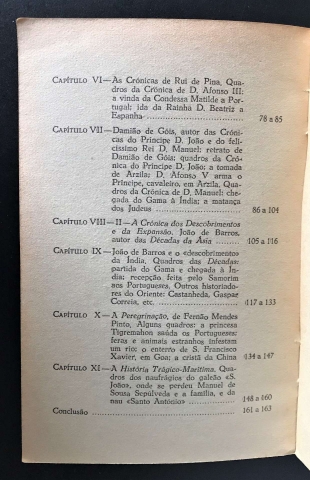 CAPÍTULO VI — As Crónicas de Rui de Pina, Qua-
dros da Crónica de D. Afonso III:
a vinda da Condessa Matilde a Por-
tugal: ida da Rainha D. Beatriz a
Espanha .......................... 78 a 85
CAPÍTULO VII — Damião de Góis, autor das Cróni-
cas do Príncipe D. João e do feli-
císsimo Rei D. Manuel: retrato de
Damião de Góis: quadros da Cró-
nica do Príncipe D. João: a tomada
de Arzila: D. Afonso V arma o
Príncipe, cavaleiro, em Arzila, Qua-
dros da Crónica de D. Manuel: che-
gada do Gama à Índia; a matança
dos Judeus .......................... 86 a 104
CAPÍTULO VIII — II — A Crónica dos Descobrimentos
e da Expansão. João de Barros,
autor das Décadas da Ásia ........ 105 a 116
CAPÍTULO IX — João de Barros e o «descobrimento»
da Índia, Quadros das Décadas:
partida do Gama e chegada à Ín-
dia; recepção feita pelo Samorim
aos Portugueses, Outros historiado-
res do Oriente: Castanheda, Gaspar
Correia, etc. .......................... 117 a 133
CAPÍTULO X — A Peregrinação, de Fernão Mendes
Pinto, Alguns quadros: a princesa
Tigremahoo saúda os Portugueses:
feras e animais estranhos infestam
um rio: o enterro de S. Francisco
Xavier, em Goa: a cristã da China 134 a 147
CAPÍTULO XI — A História Trágico-Marítima, Qua-
dros dos naufrágios do galeão «S.
João», onde se perdeu Manuel de
Sousa Sepúlveda e a família, e da
nau «Santo António» .......... 148 a 160
Conclusão .......................... 161 a 163